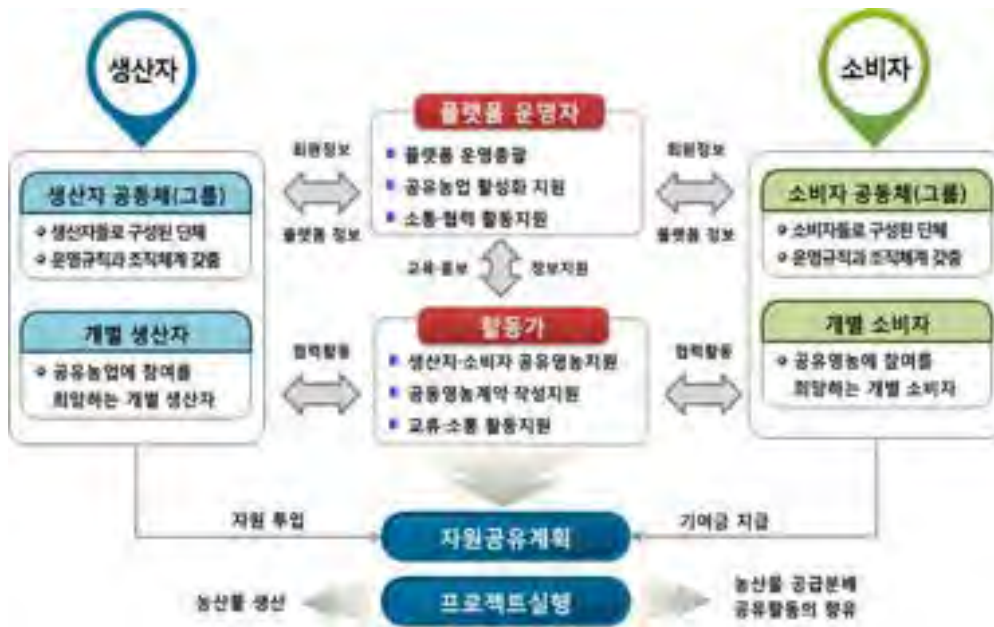 생산자
소비자
플랫폼 운영자
플랫폼 운영총괄
공유농업 활성화 지원
소통·협력 활동지원
회원정보
플랫폼 정보
회원정보
플랫폼 정보
생산자 공동체(그룹)
생산자들로 구성된 단체
운영규칙과 조직체계 갖춤
소비자 공동체(그룹)
소비자들로 구성된 단체
운영규칙과 조직체계 갖춤
교육·홍보
정보지원
개별 생산자
공유농업에 참여를
희망하는 개별 생산자
활동가
생산자·소비자 공유영농지원
공동영농계약 작성지원
교류·소통 활동지원
협력활동
협력활동
개별 소비자
공유영농에 참여를
희망하는 개별 소비자
자원 투입
기여금 지급
자원공유계획
농산물 생산
프로젝트실행
농산물 공급분배
공유활동의 향유